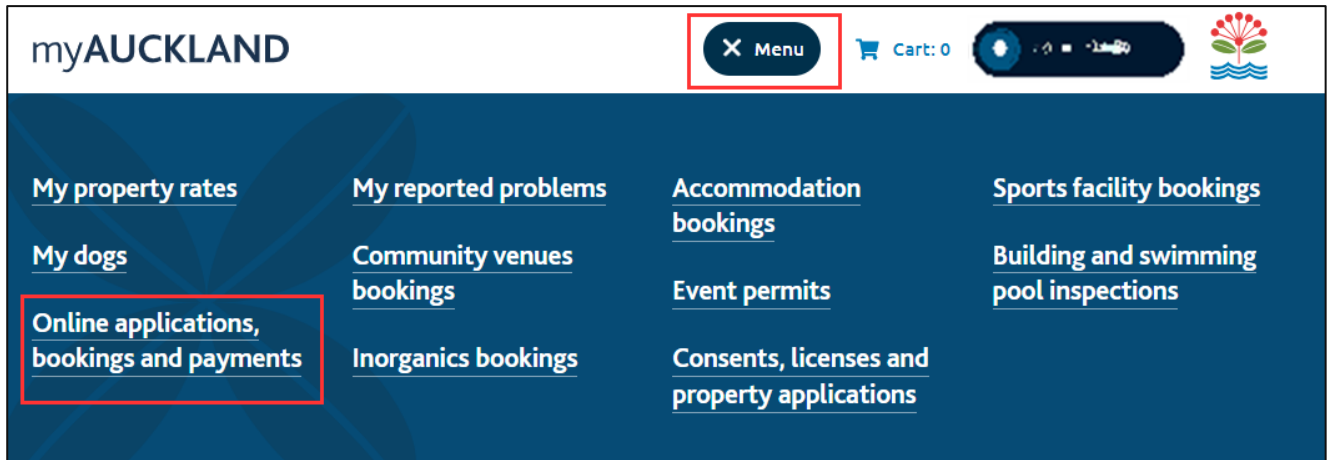 myAUCKLAND
Menu
Cart: 0
My property rates
My dogs
Online applications,
bookings and payments
My reported problems
Community venues
bookings
Inorganics bookings
Accommodation
bookings
Event permits
Consents, licenses and
property applications
Sports facility bookings
Building and swimming
pool inspections